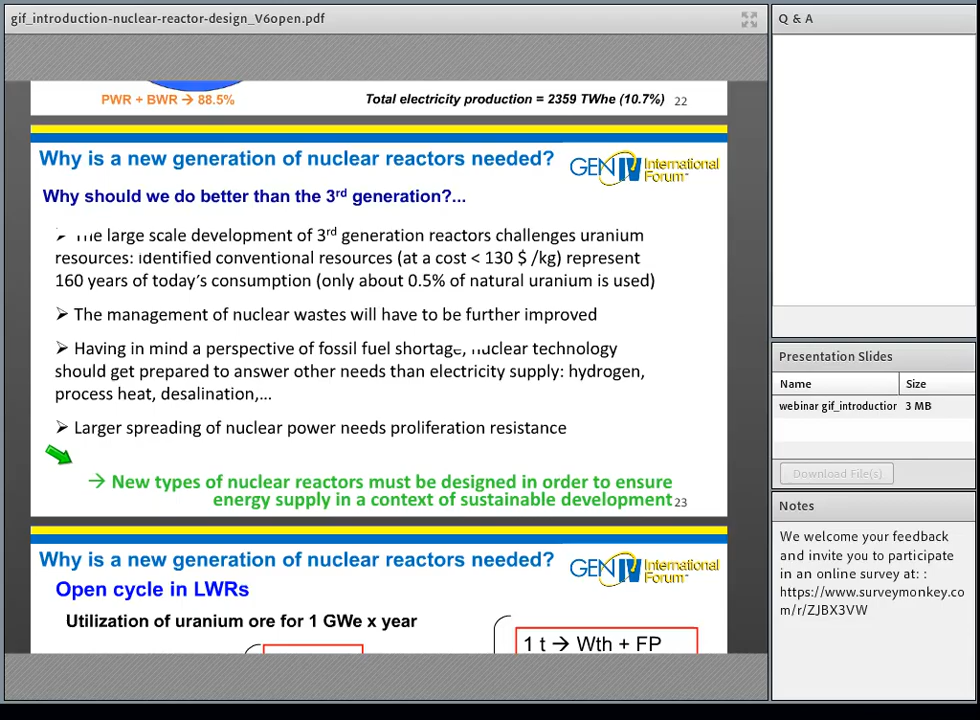 gif_introduction-nuclear-reactor-design_V6open.pdf
PWR + BWR → 88.5%
Total electricity production = 2359 TWhe (10.7%)
22
Why is a new generation of nuclear reactors needed?
GEN IV International Forum™
Why should we do better than the 3rd generation?...
➢ The large scale development of 3rd generation reactors challenges uranium
resources: identified conventional resources (at a cost < 130 $ /kg) represent
160 years of today's consumption (only about 0.5% of natural uranium is used)
➢ The management of nuclear wastes will have to be further improved
➢ Having in mind a perspective of fossil fuel shortage, nuclear technology
should get prepared to answer other needs than electricity supply: hydrogen,
process heat, desalination,...
➢ Larger spreading of nuclear power needs proliferation resistance
→ New types of nuclear reactors must be designed in order to ensure
energy supply in a context of sustainable development
23
Why is a new generation of nuclear reactors needed?
GEN IV International Forum™
Open cycle in LWRs
Utilization of uranium ore for 1 GWe x year
1 t → Wth + FP
Q & A
Presentation Slides
Name Size
webinar gif_introduction 3 MB
Download File(s)
Notes
We welcome your feedback
and invite you to participate
in an online survey at: :
https://www.surveymonkey.co
m/r/ZJBX3VW